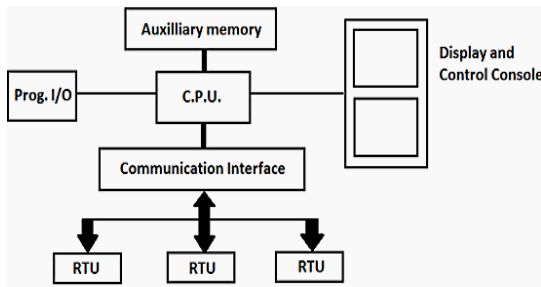 Auxilliary memory
Display and
Control Console
Prog. I/O
C.P.U.
Communication Interface
RTU
RTU
RTU